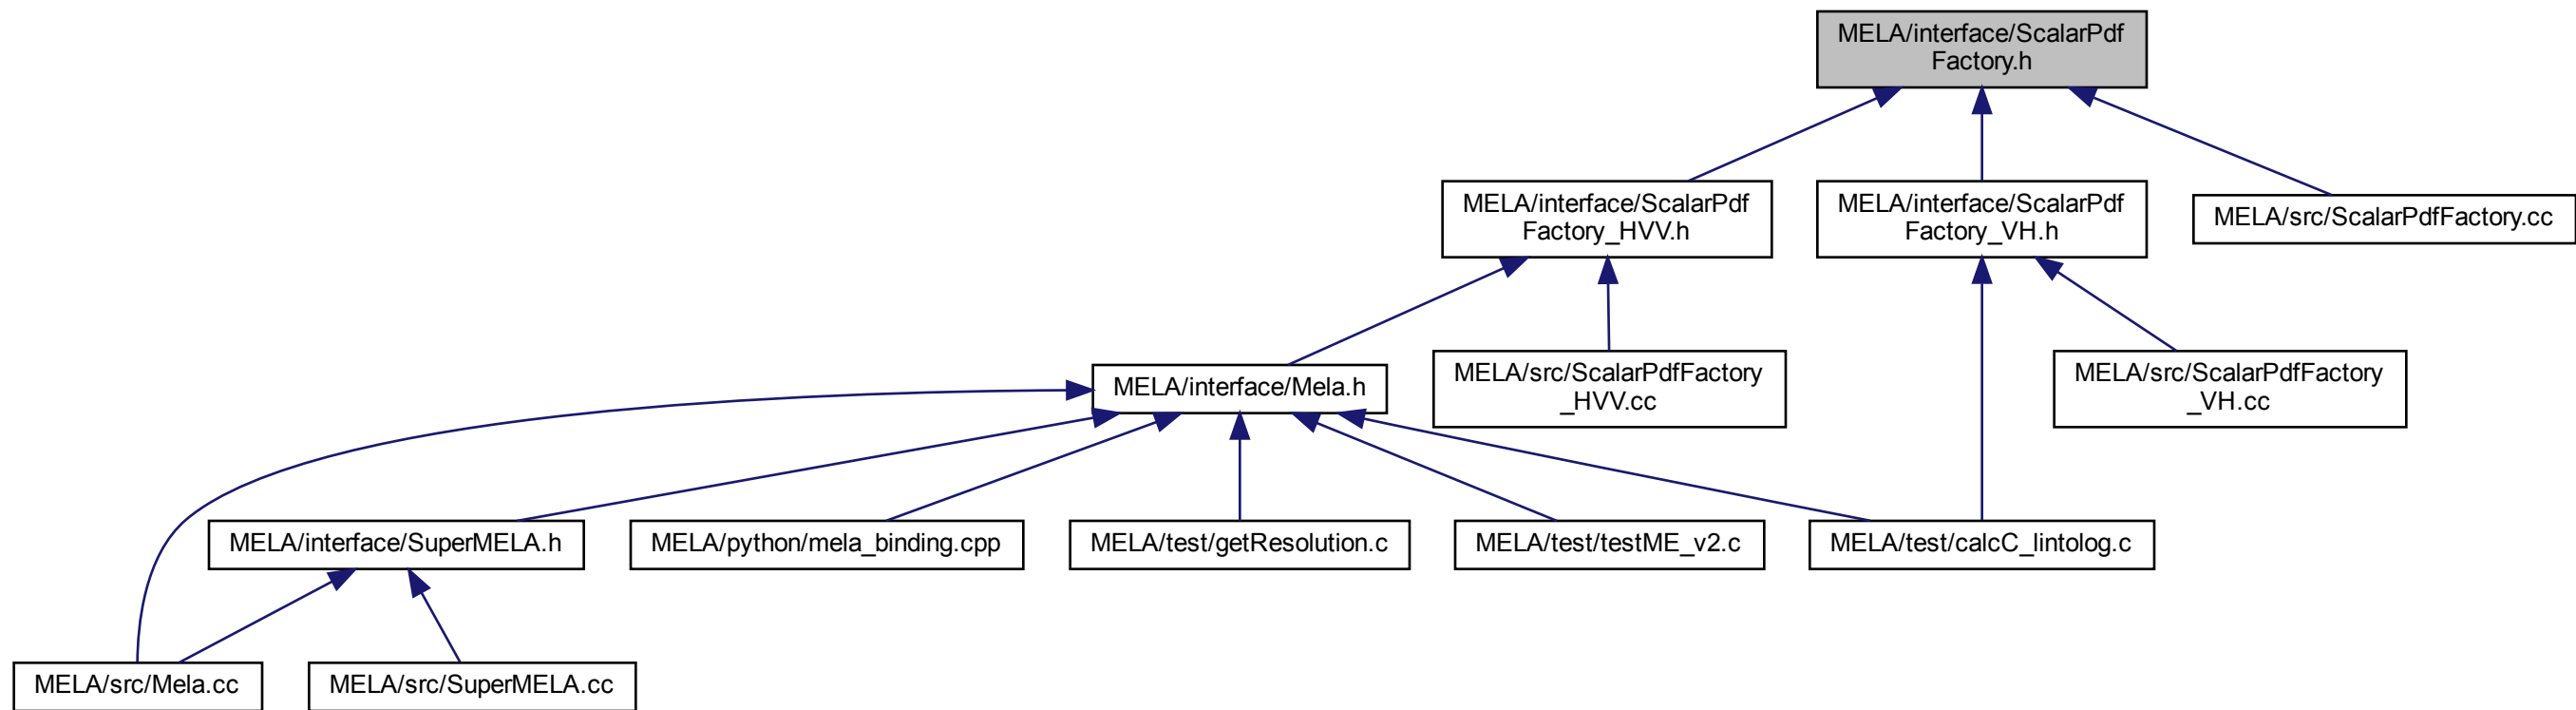 MELA/interface/ScalarPdf
Factory.h
MELA/interface/ScalarPdf
Factory_HVV.h
MELA/interface/ScalarPdf
Factory_VH.h
MELA/src/ScalarPdfFactory.cc
MELA/interface/Mela.h
MELA/src/ScalarPdfFactory
_HVV.cc
MELA/src/ScalarPdfFactory
_VH.cc
MELA/interface/SuperMELA.h
MELA/python/mela_binding.cpp
MELA/test/getResolution.c
MELA/test/testME_v2.c
MELA/test/calcC_lintolog.c
MELA/src/Mela.cc
MELA/src/SuperMELA.cc